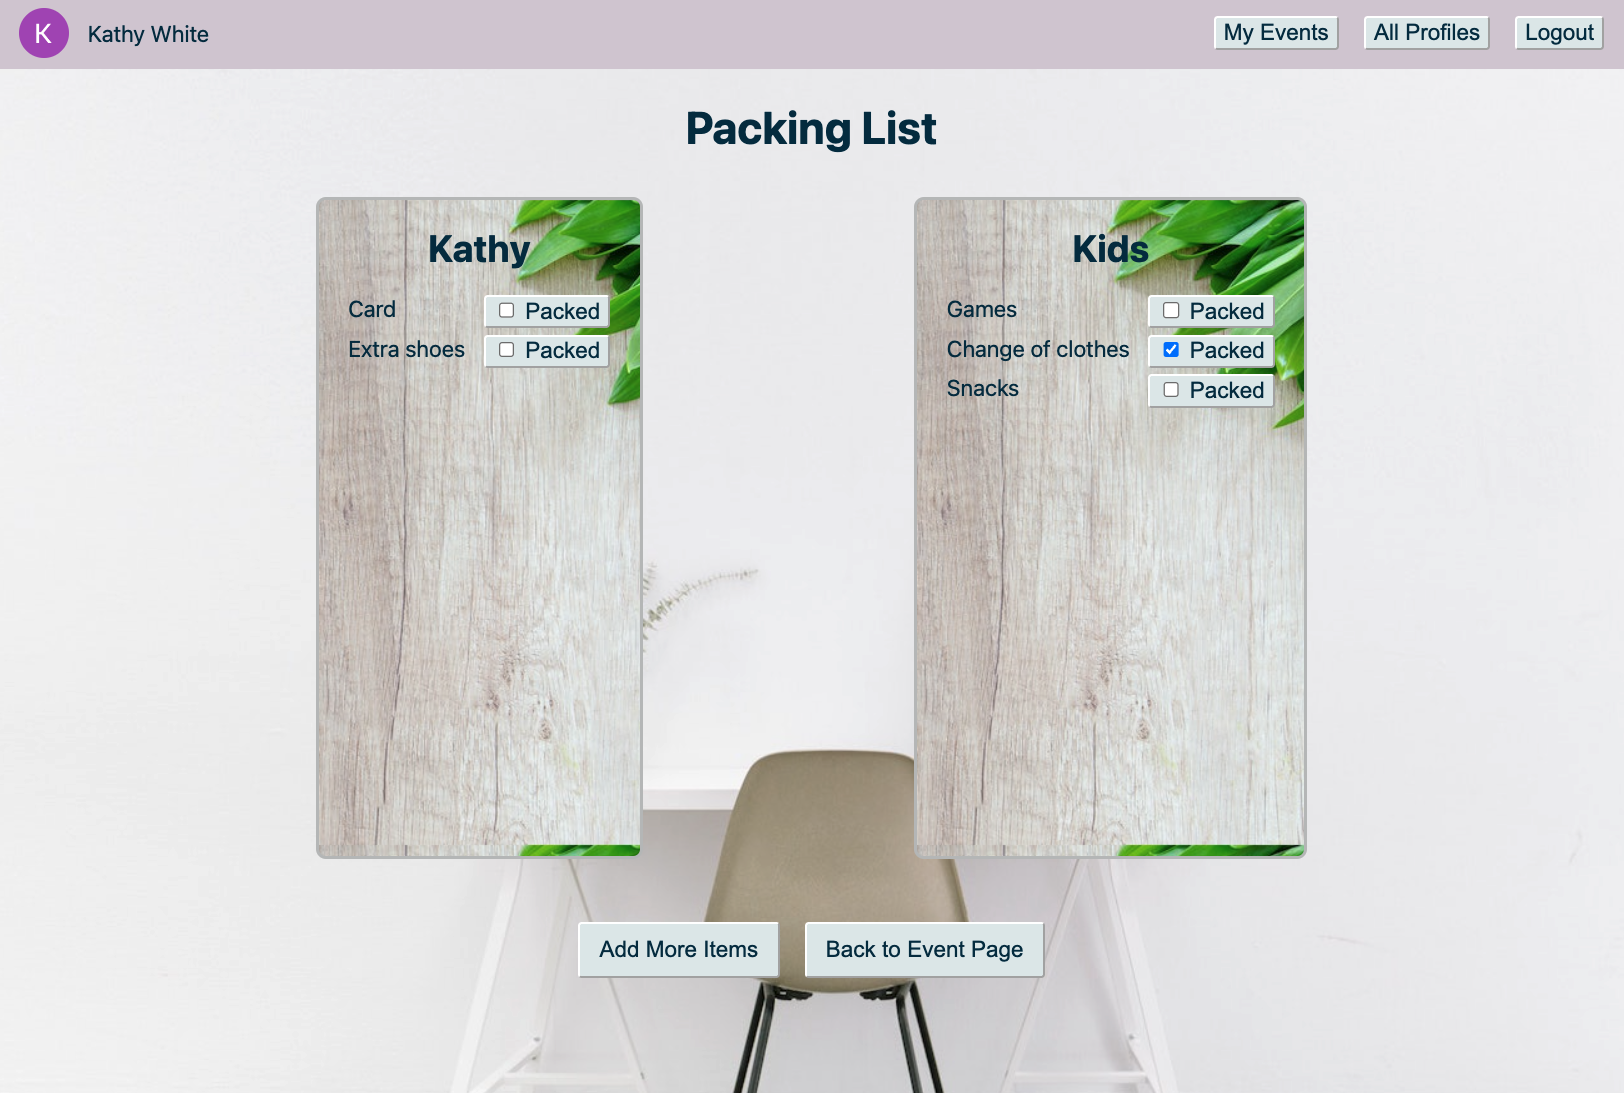 K Kathy White My Events All Profiles Logout
Packing List
Kathy
Card Packed
Extra shoes Packed
Kids
Games Packed
Change of clothes Packed
Snacks Packed
Add More Items Back to Event Page